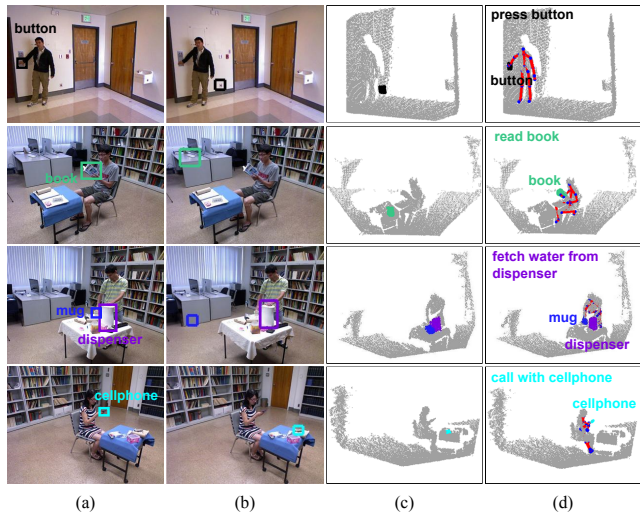 button
press button
button
book
read book
book
mug
dispenser
fetch water from
dispenser
mug
dispenser
cellphone
call with cellphone
cellphone
(a)
(b)
(c)
(d)